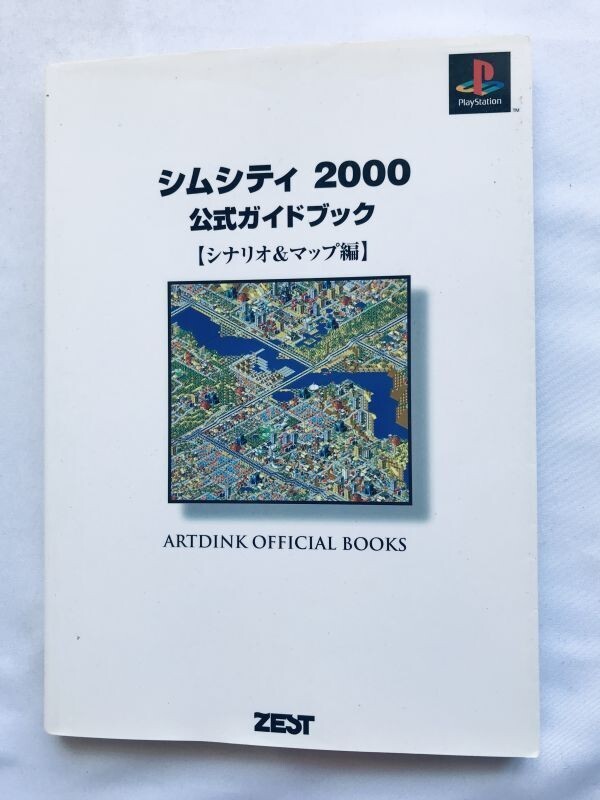 PlayStation
TM
シムシティ 2000
公式ガイドブック
【シナリオ&マップ編】
ARTDINK OFFICIAL BOOKS
ZEST